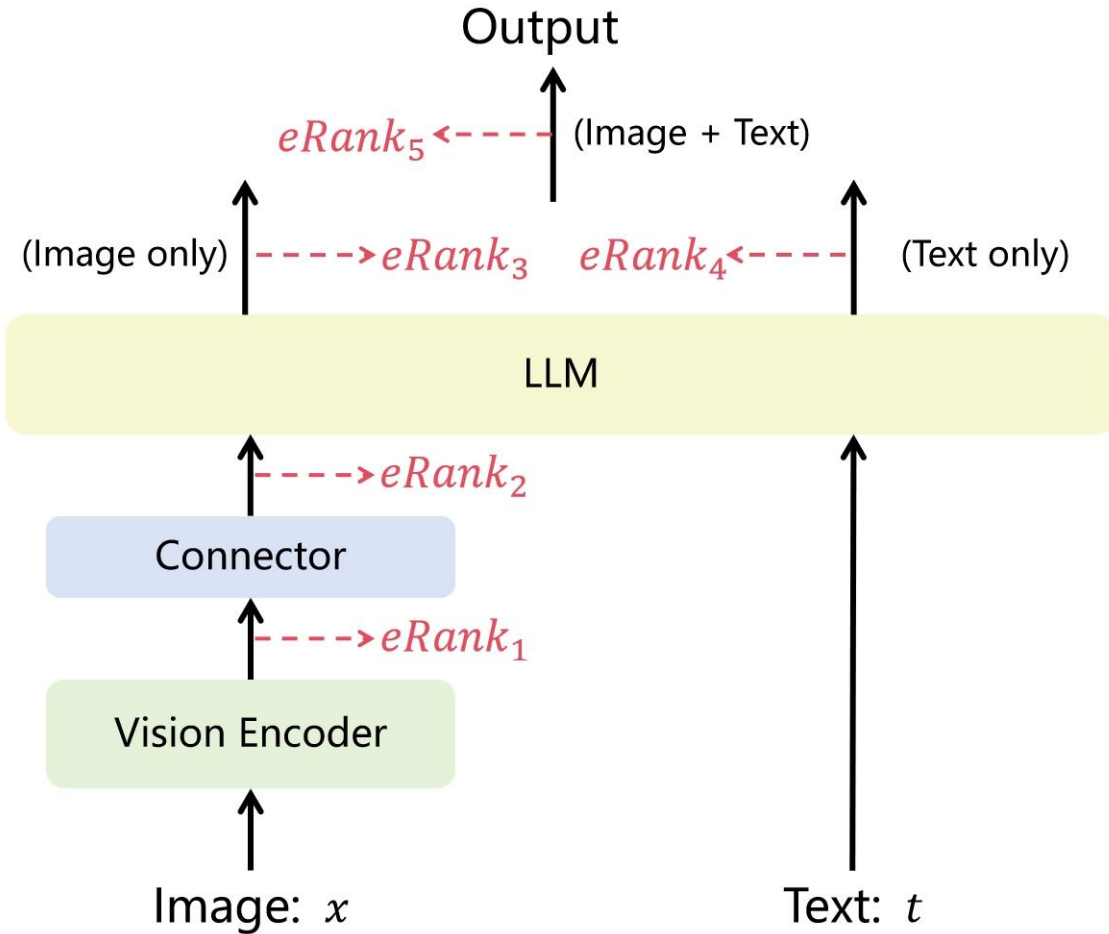 Output
eRank₅ (Image + Text)
(Image only) eRank₃ eRank₄ (Text only)
LLM
eRank₂
Connector
eRank₁
Vision Encoder
Image: x Text: t